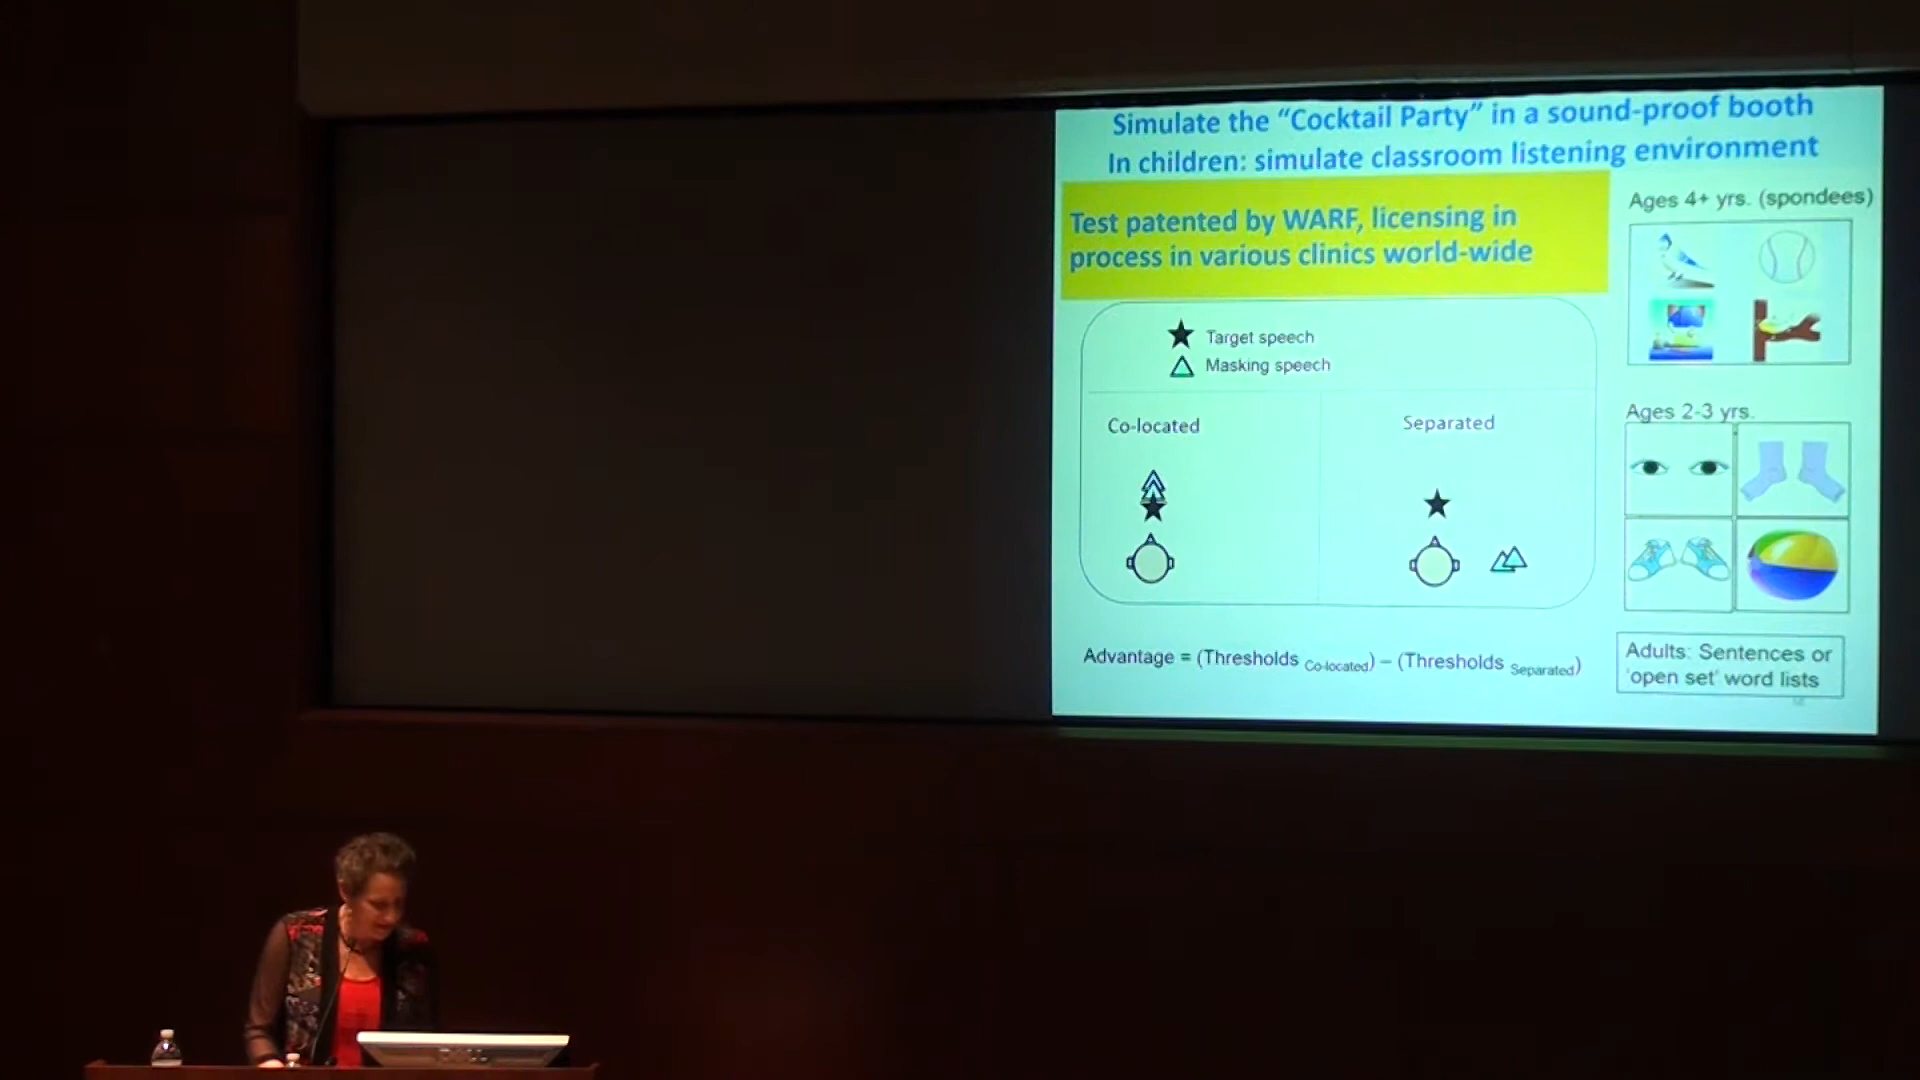 Simulate the “Cocktail Party” in a sound-proof booth
In children: simulate classroom listening environment
Test patented by WARF, licensing in
process in various clinics world-wide
Ages 4+ yrs. (spondees)
Target speech
Masking speech
Co-located
Separated
Ages 2-3 yrs.
Advantage = (Thresholds Co-located) – (Thresholds Separated)
Adults: Sentences or
'open set' word lists